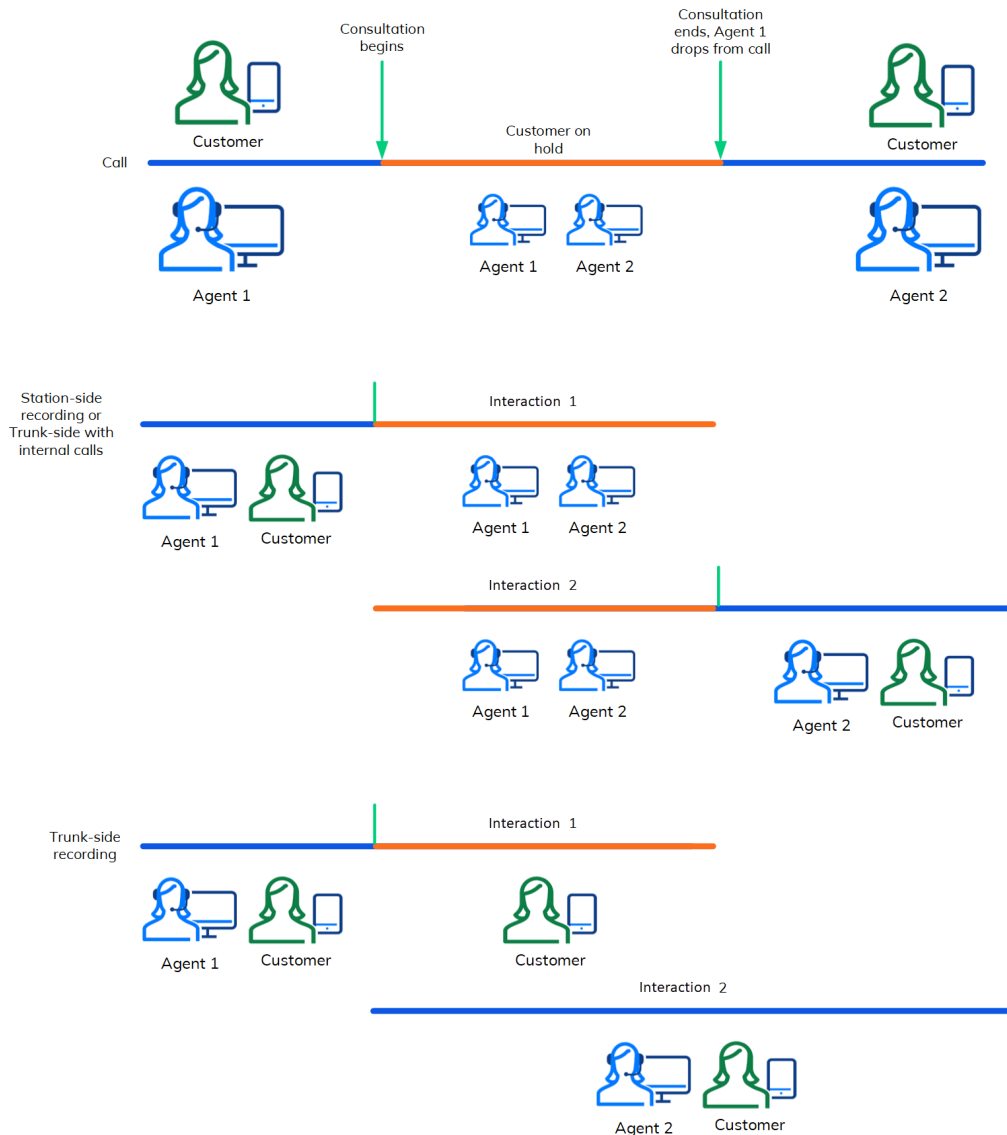 Consultation
begins
Consultation
ends, Agent 1
drops from call
Customer
Customer on
hold
Customer
Call
Agent 1
Agent 1
Agent 2
Agent 2
Station-side
recording or
Trunk-side with
internal calls
Interaction 1
Agent 1
Customer
Agent 1
Agent 2
Interaction 2
Agent 1
Agent 2
Agent 2
Customer
Trunk-side
recording
Interaction 1
Agent 1
Customer
Customer
Interaction 2
Agent 2
Customer